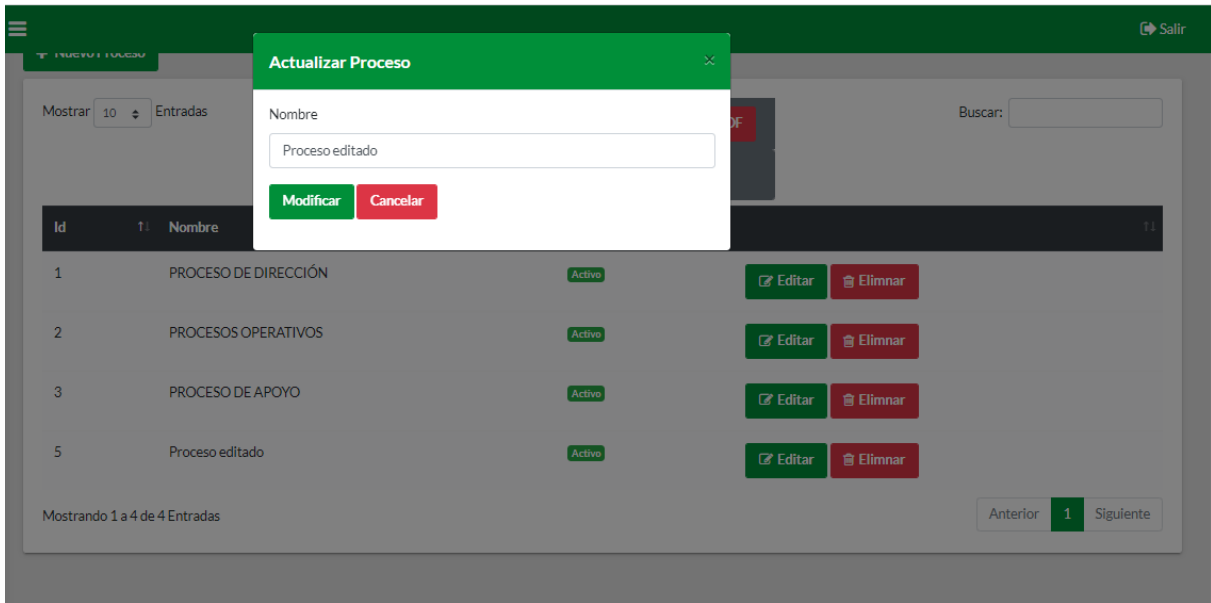 Salir
Nuevo Proceso
Actualizar Proceso
×
Mostrar 10 Entradas
Buscar:
Nombre
Proceso editado
Modificar Cancelar
Id Nombre
1 PROCESO DE DIRECCIÓN Activo Editar Elimnar
2 PROCESOS OPERATIVOS Activo Editar Elimnar
3 PROCESO DE APOYO Activo Editar Elimnar
5 Proceso editado Activo Editar Elimnar
Mostrando 1 a 4 de 4 Entradas
Anterior 1 Siguiente